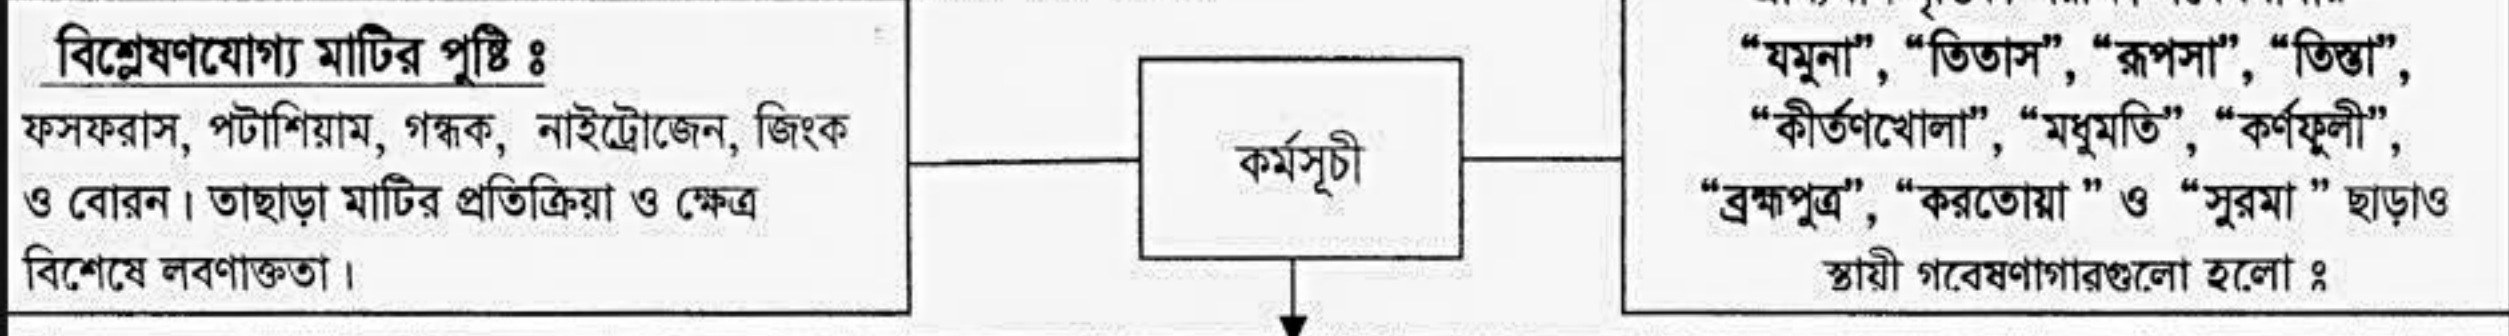 বিশ্লেষণযোগ্য মাটির পুষ্টি ঃ
ফসফরাস, পটাশিয়াম, গন্ধক, নাইট্রোজেন, জিংক
ও বোরন। তাছাড়া মাটির প্রতিক্রিয়া ও ক্ষেত্র
বিশেষে লবণাক্ততা।
কর্মসূচী
“যমুনা”, “তিতাস”, “রূপসা”, “তিস্তা”,
“কীর্তণখোলা”, “মধুমতি”, “কর্ণফুলী”,
“ব্রহ্মপুত্র”, “করতোয়া ” ও “সুরমা ” ছাড়াও
স্থায়ী গবেষণাগারগুলো হলো ঃ